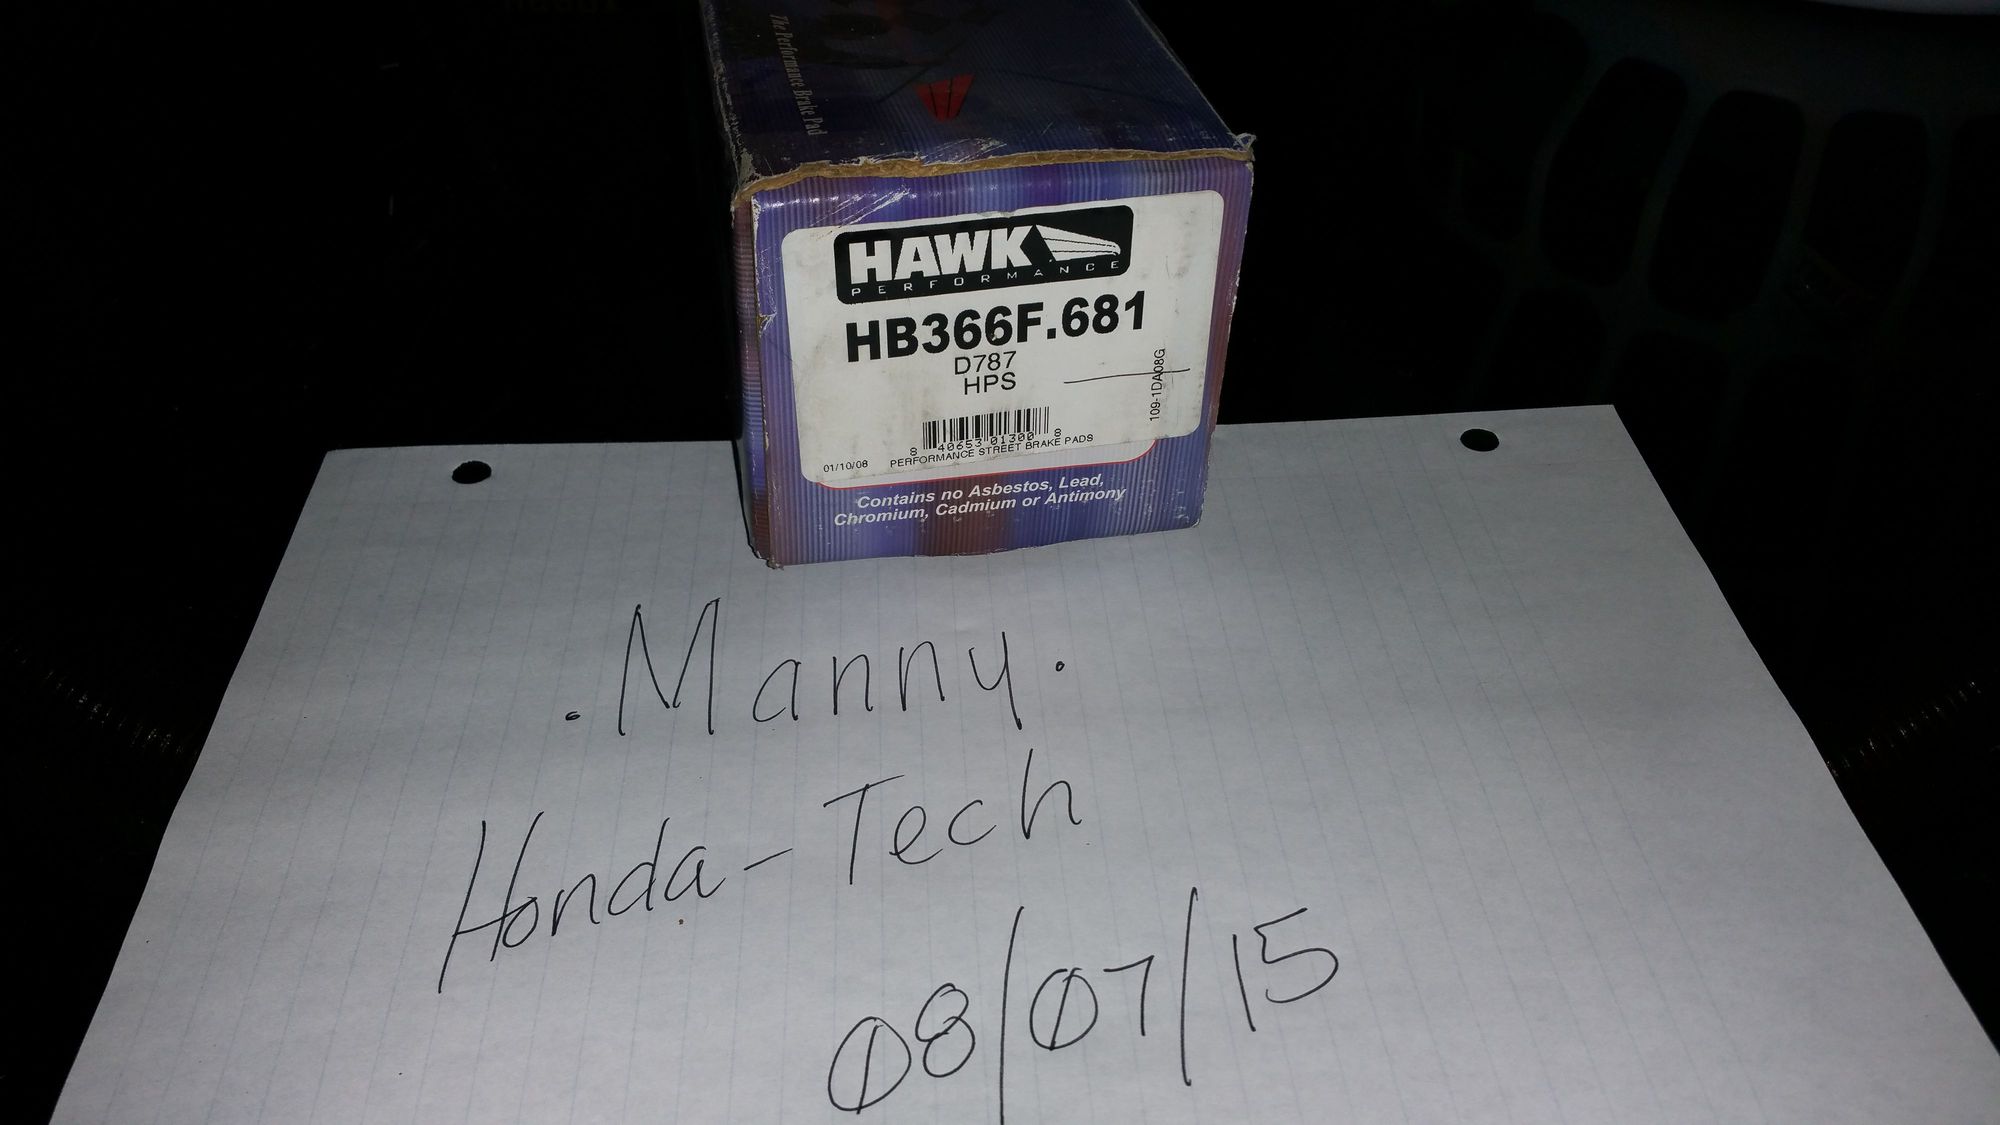 The Performance Brake Pad
HAWK
PERFORMANCE
HB366F.681
D787
HPS
109-1DA08G
8 40653 01300 8
01/10/08 PERFORMANCE STREET BRAKE PADS
Contains no Asbestos, Lead,
Chromium, Cadmium or Antimony
.Manny.
Honda-Tech
08/07/15